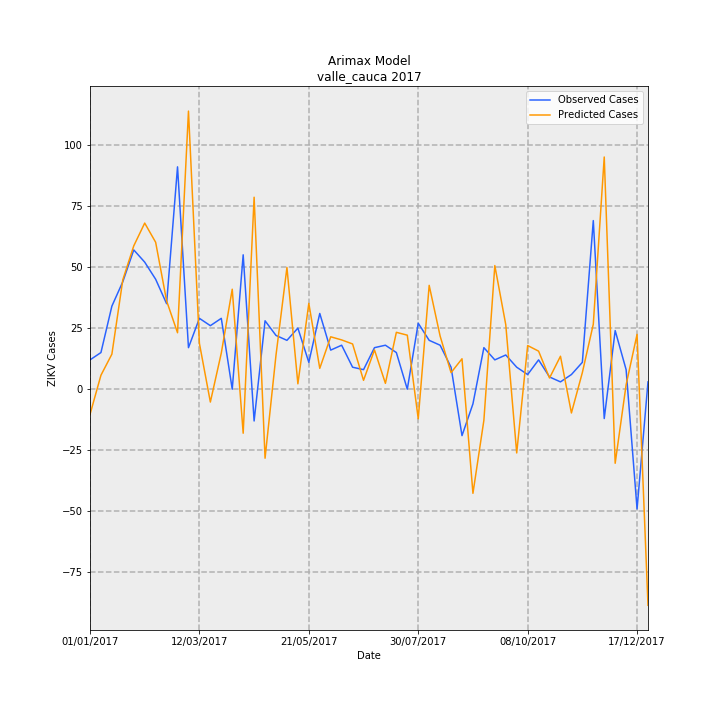 Arimax Model
valle_cauca 2017
Observed Cases
Predicted Cases
ZIKV Cases
100
75
50
25
0
−25
−50
−75
01/01/2017 12/03/2017 21/05/2017 30/07/2017 08/10/2017 17/12/2017
Date